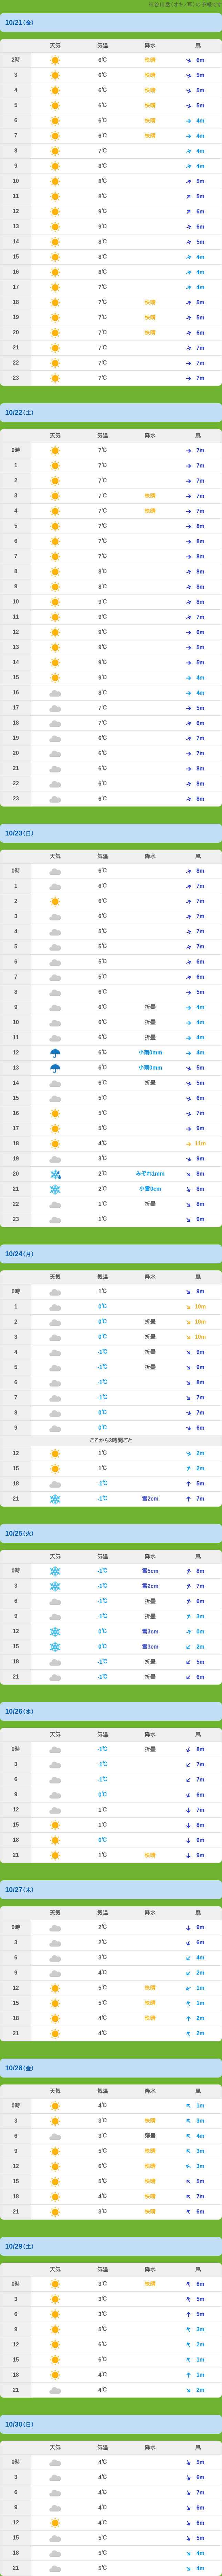 10/21(金)
天気 気温 降水 風
2時 6℃ 快晴 6m
3 6℃ 快晴 5m
4 6℃ 快晴 5m
5 6℃ 快晴 5m
6 6℃ 快晴 4m
7 6℃ 快晴 4m
8 7℃ 4m
9 8℃ 4m
10 8℃ 5m
11 8℃ 5m
12 9℃ 6m
13 9℃ 6m
14 8℃ 5m
15 8℃ 4m
16 8℃ 4m
17 7℃ 4m
18 7℃ 快晴 5m
19 7℃ 快晴 5m
20 7℃ 快晴 6m
21 7℃ 7m
22 7℃ 7m
23 7℃ 7m
10/22(土)
天気 気温 降水 風
0時 7℃ 7m
1 7℃ 7m
2 7℃ 7m
3 7℃ 快晴 7m
4 7℃ 快晴 7m
5 7℃ 8m
6 7℃ 8m
7 7℃ 8m
8 8℃ 8m
9 8℃ 8m
10 9℃ 8m
11 9℃ 7m
12 9℃ 6m
13 9℃ 5m
14 9℃ 5m
15 9℃ 4m
16 8℃ 4m
17 7℃ 5m
18 7℃ 6m
19 6℃ 7m
20 6℃ 7m
21 6℃ 8m
22 6℃ 8m
23 6℃ 8m
10/23(日)
天気 気温 降水 風
0時 6℃ 8m
1 6℃ 7m
2 6℃ 7m
3 6℃ 7m
4 5℃ 7m
5 5℃ 7m
6 5℃ 6m
7 5℃ 6m
8 6℃ 5m
9 6℃ 折曇 4m
10 6℃ 折曇 4m
11 6℃ 折曇 4m
12 6℃ 小雨0mm 4m
13 6℃ 小雨0mm 5m
14 6℃ 折曇 5m
15 5℃ 6m
16 5℃ 7m
17 5℃ 9m
18 4℃ 11m
19 3℃ 9m
20 2℃ みぞれ1mm 8m
21 2℃ 小雪0cm 8m
22 1℃ 折曇 8m
23 1℃ 9m
10/24(月)
天気 気温 降水 風
0時 1℃ 9m
1 0℃ 10m
2 0℃ 折曇 10m
3 0℃ 折曇 10m
4 -1℃ 折曇 9m
5 -1℃ 折曇 9m
6 -1℃ 8m
7 -1℃ 7m
8 0℃ 7m
9 0℃ 6m
ここから3時間ごと
12 1℃ 2m
15 1℃ 2m
18 -1℃ 5m
21 -1℃ 雪2cm 7m
10/25(火)
天気 気温 降水 風
0時 -1℃ 雪5cm 8m
3 -1℃ 雪2cm 7m
6 -1℃ 折曇 6m
9 -1℃ 折曇 3m
12 0℃ 雪3cm 0m
15 0℃ 雪3cm 2m
18 -1℃ 折曇 5m
21 -1℃ 折曇 6m
10/26(水)
天気 気温 降水 風
0時 -1℃ 折曇 8m
3 -1℃ 7m
6 -1℃ 7m
9 0℃ 6m
12 1℃ 7m
15 1℃ 8m
18 0℃ 9m
21 1℃ 快晴 9m
10/27(木)
天気 気温 降水 風
0時 2℃ 9m
3 2℃ 6m
6 3℃ 4m
9 4℃ 2m
12 5℃ 快晴 1m
15 5℃ 快晴 1m
18 4℃ 快晴 2m
21 4℃ 2m
10/28(金)
天気 気温 降水 風
0時 4℃ 1m
3 3℃ 快晴 3m
6 3℃ 薄曇 4m
9 5℃ 快晴 3m
12 6℃ 快晴 3m
15 5℃ 快晴 5m
18 4℃ 快晴 7m
21 3℃ 快晴 6m
10/29(土)
天気 気温 降水 風
0時 3℃ 快晴 6m
3 3℃ 5m
6 3℃ 5m
9 5℃ 3m
12 6℃ 2m
15 6℃ 1m
18 4℃ 1m
21 4℃ 2m
10/30(日)
天気 気温 降水 風
0時 4℃ 5m
3 4℃ 6m
6 4℃ 7m
9 4℃ 6m
12 4℃ 6m
15 5℃ 5m
18 5℃ 4m
21 5℃ 4m